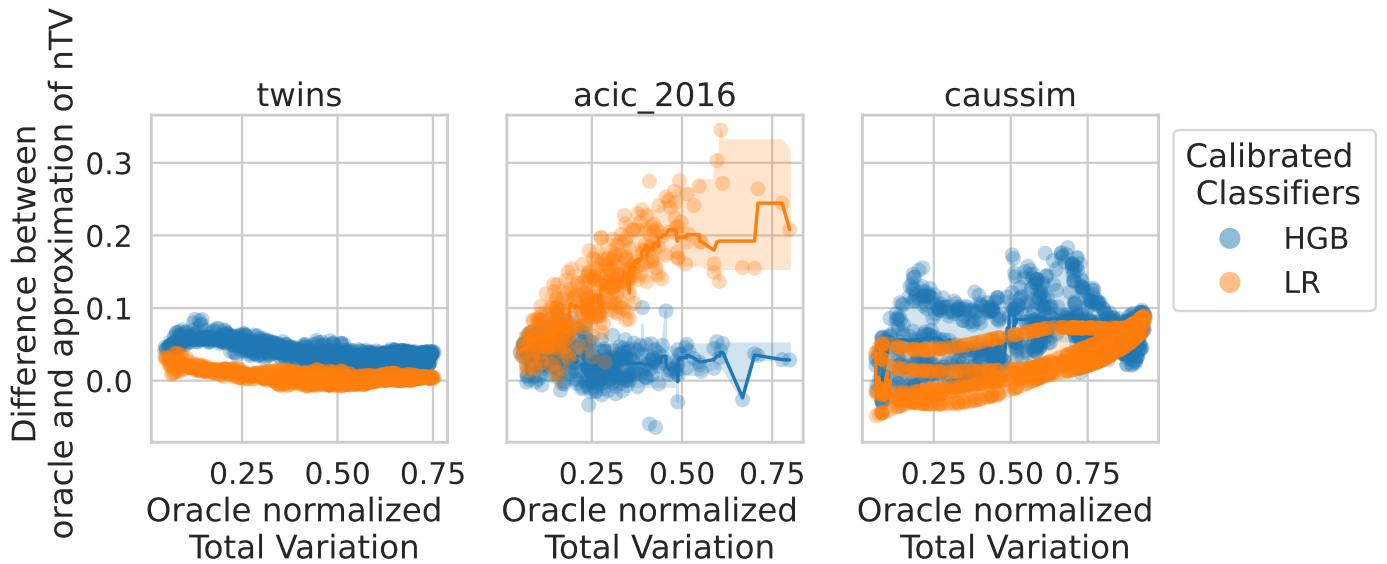 Difference between
oracle and approximation of nTV
twins
acic_2016
caussim
0.3
0.2
0.1
0.0
0.25 0.50 0.75
0.25 0.50 0.75
0.25 0.50 0.75
Oracle normalized
Total Variation
Oracle normalized
Total Variation
Oracle normalized
Total Variation
Calibrated
Classifiers
HGB
LR